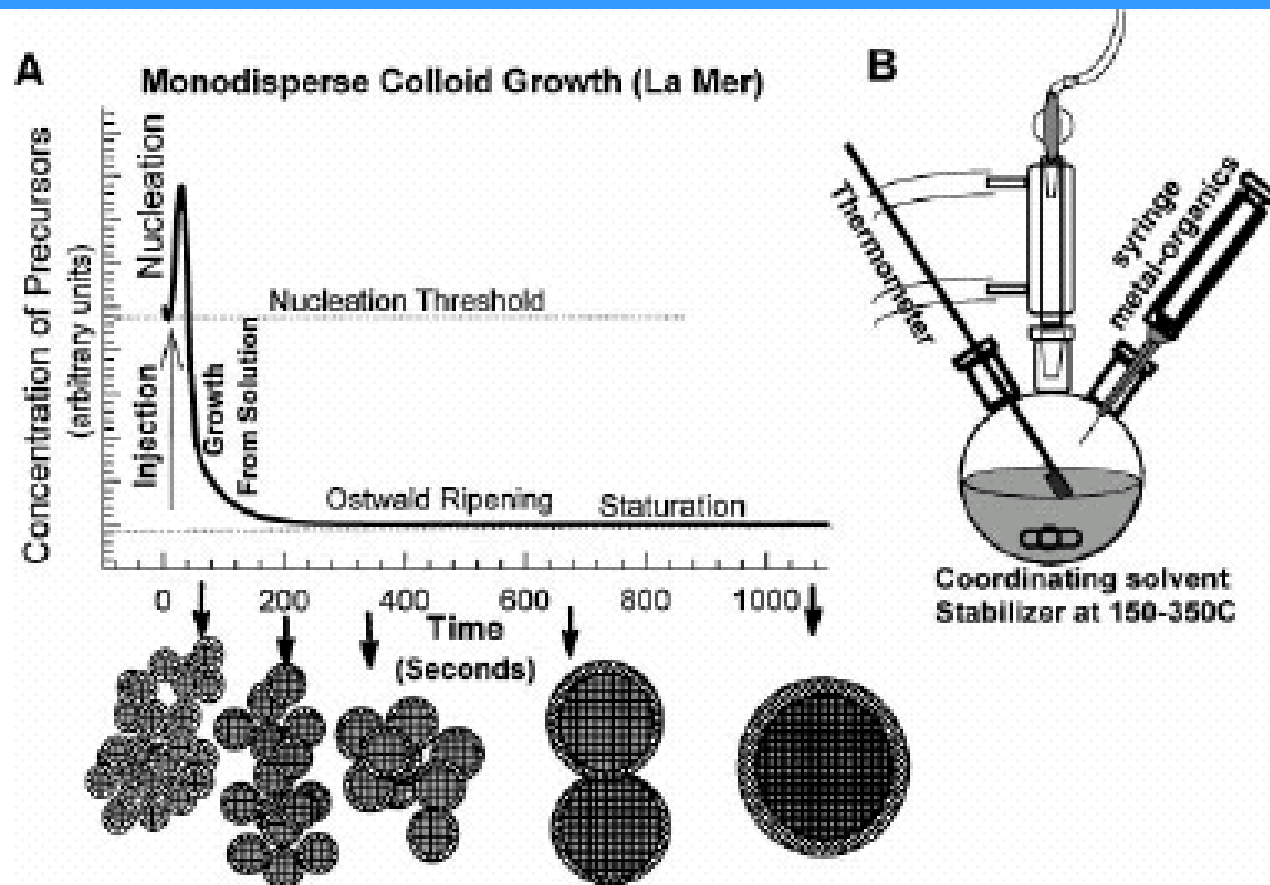 A
Monodisperse Colloid Growth (La Mer)
Concentration of Precursors
(arbitrary units)
Nucleation
Nucleation Threshold
Injection
Growth
From Solution
Ostwald Ripening
Staturation
0 200 400 600 800 1000
Time
(Seconds)
B
Thermometer
syringe
metal-organics
Coordinating solvent
Stabilizer at 150-350C